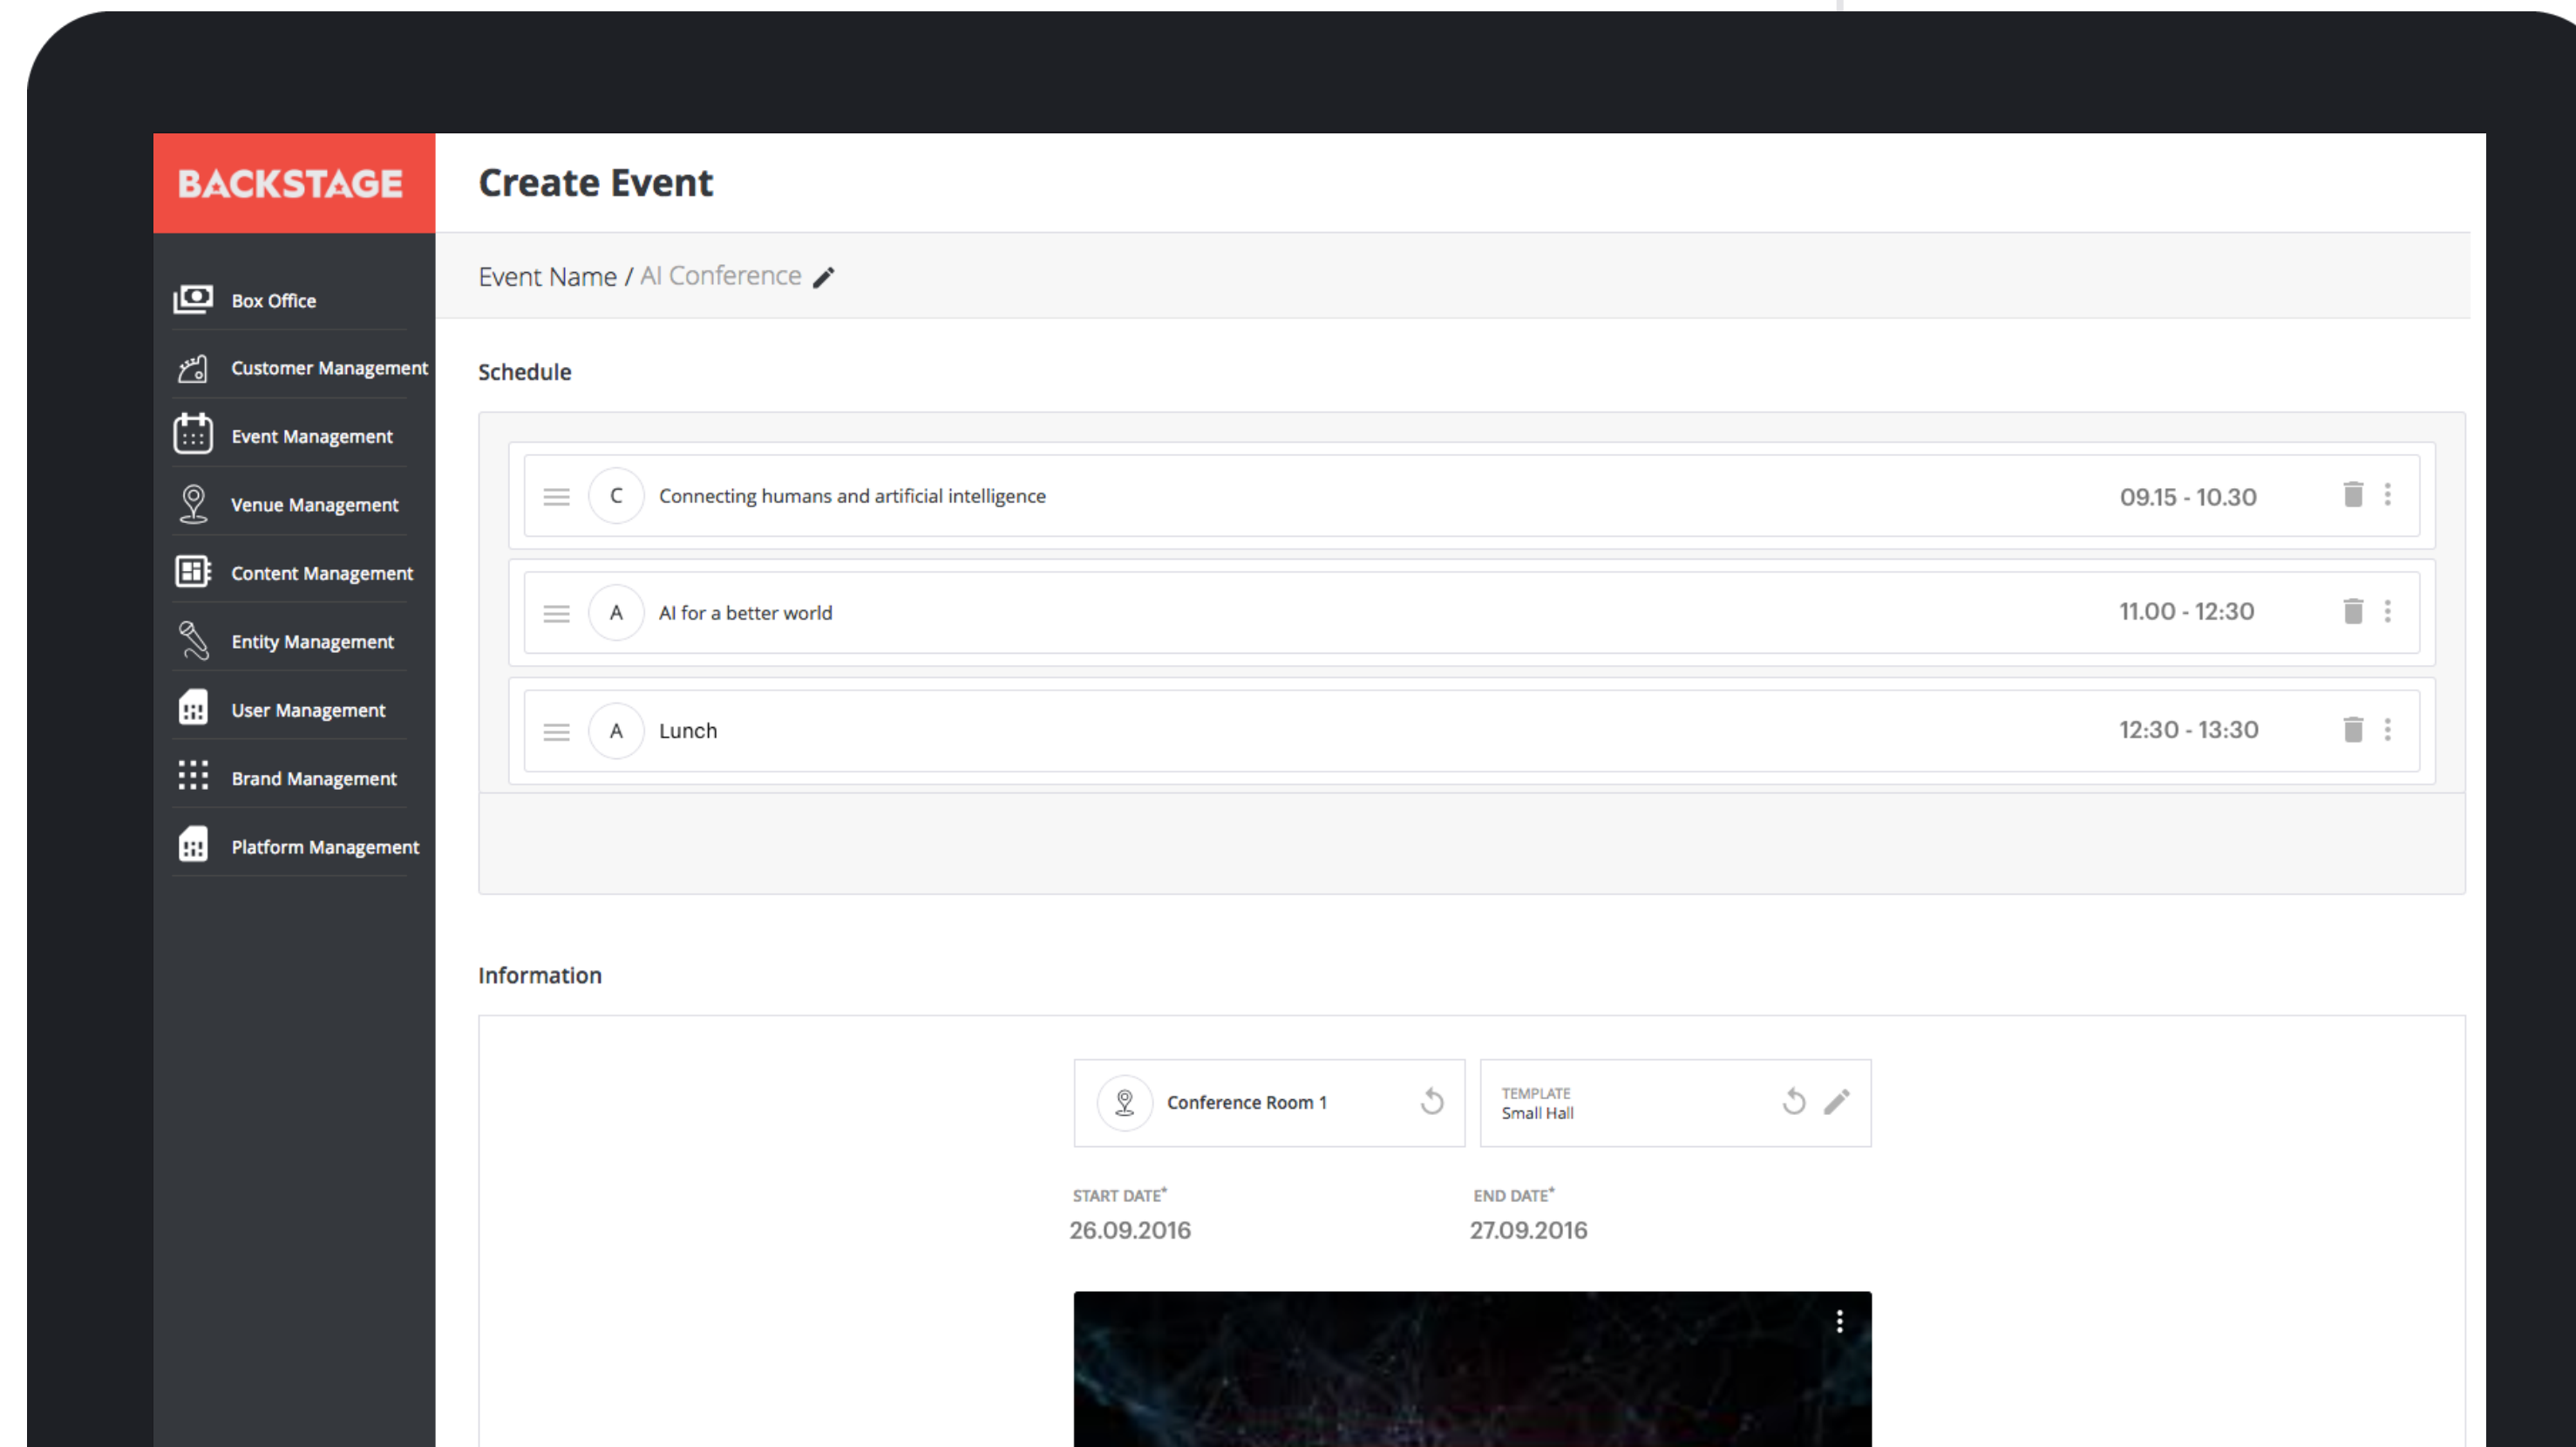 BACKSTAGE
Create Event
Event Name / AI Conference
Box Office
Customer Management
Event Management
Venue Management
Content Management
Entity Management
User Management
Brand Management
Platform Management
Schedule
C Connecting humans and artificial intelligence 09.15 - 10.30
A AI for a better world 11.00 - 12:30
A Lunch 12:30 - 13:30
Information
Conference Room 1
TEMPLATE
Small Hall
START DATE* END DATE*
26.09.2016 27.09.2016